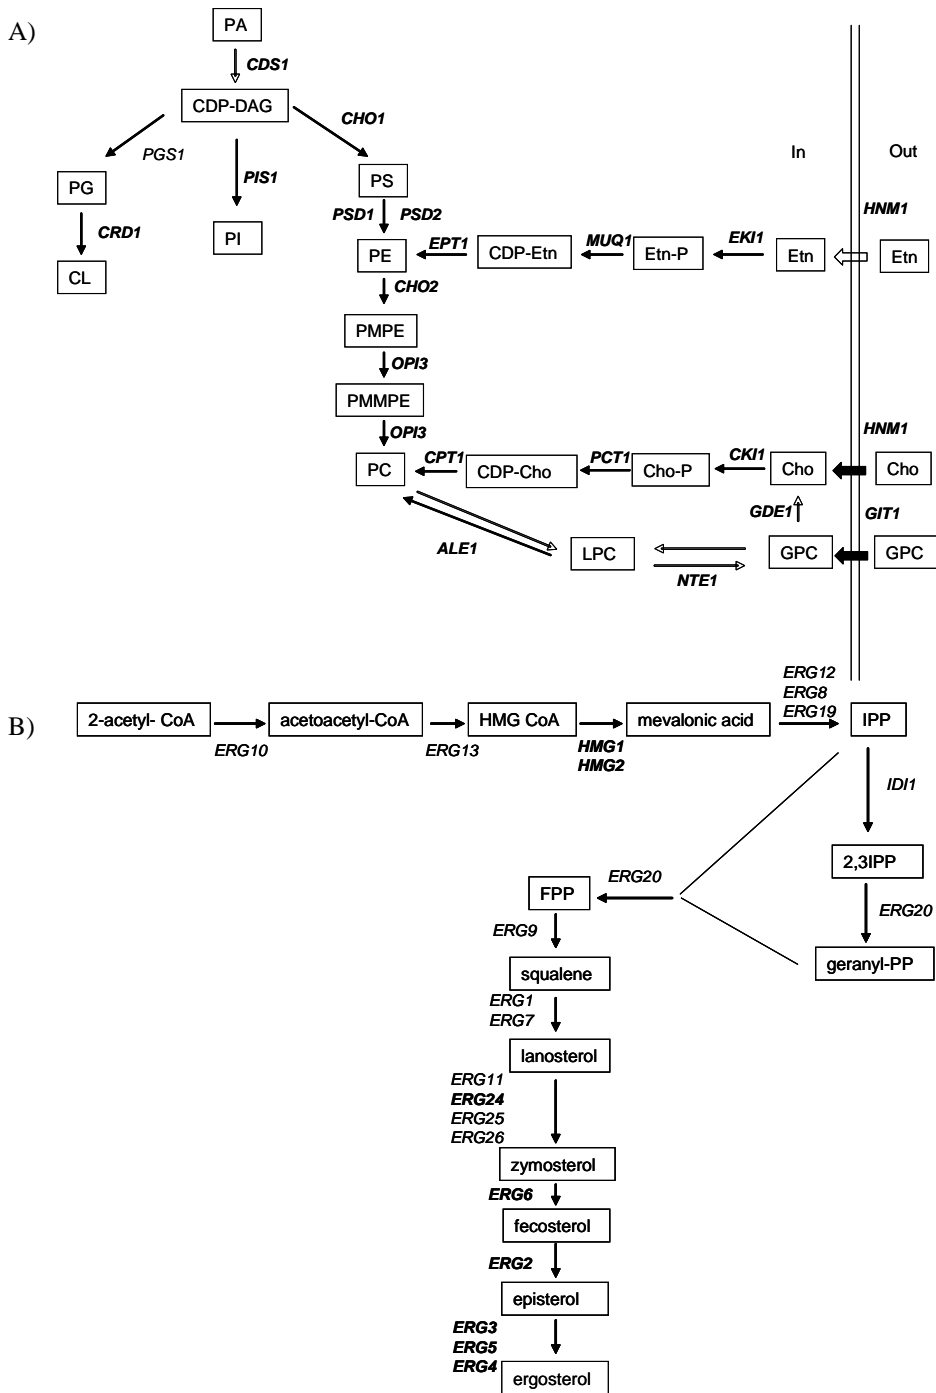 A)
PA
CDS1
CDP-DAG
CHO1
PGS1
PIS1
In
Out
PG
PS
CRD1
PSD1
PSD2
HNM1
PI
CL
PE
EPT1
CDP-Etn
MUQ1
Etn-P
EKI1
Etn
Etn
CHO2
PMPE
OPI3
PMMPE
OPI3
HNM1
PC
CPT1
CDP-Cho
PCT1
Cho-P
CKI1
Cho
Cho
GDE1
GIT1
ALE1
LPC
GPC
GPC
NTE1
B)
2-acetyl- CoA
ERG10
acetoacetyl-CoA
ERG13
HMG CoA
HMG1
HMG2
mevalonic acid
ERG12
ERG8
ERG19
IPP
IDI1
2,3IPP
ERG20
geranyl-PP
ERG20
FPP
ERG9
squalene
ERG1
ERG7
lanosterol
ERG11
ERG24
ERG25
ERG26
zymosterol
ERG6
fecosterol
ERG2
episterol
ERG3
ERG5
ERG4
ergosterol